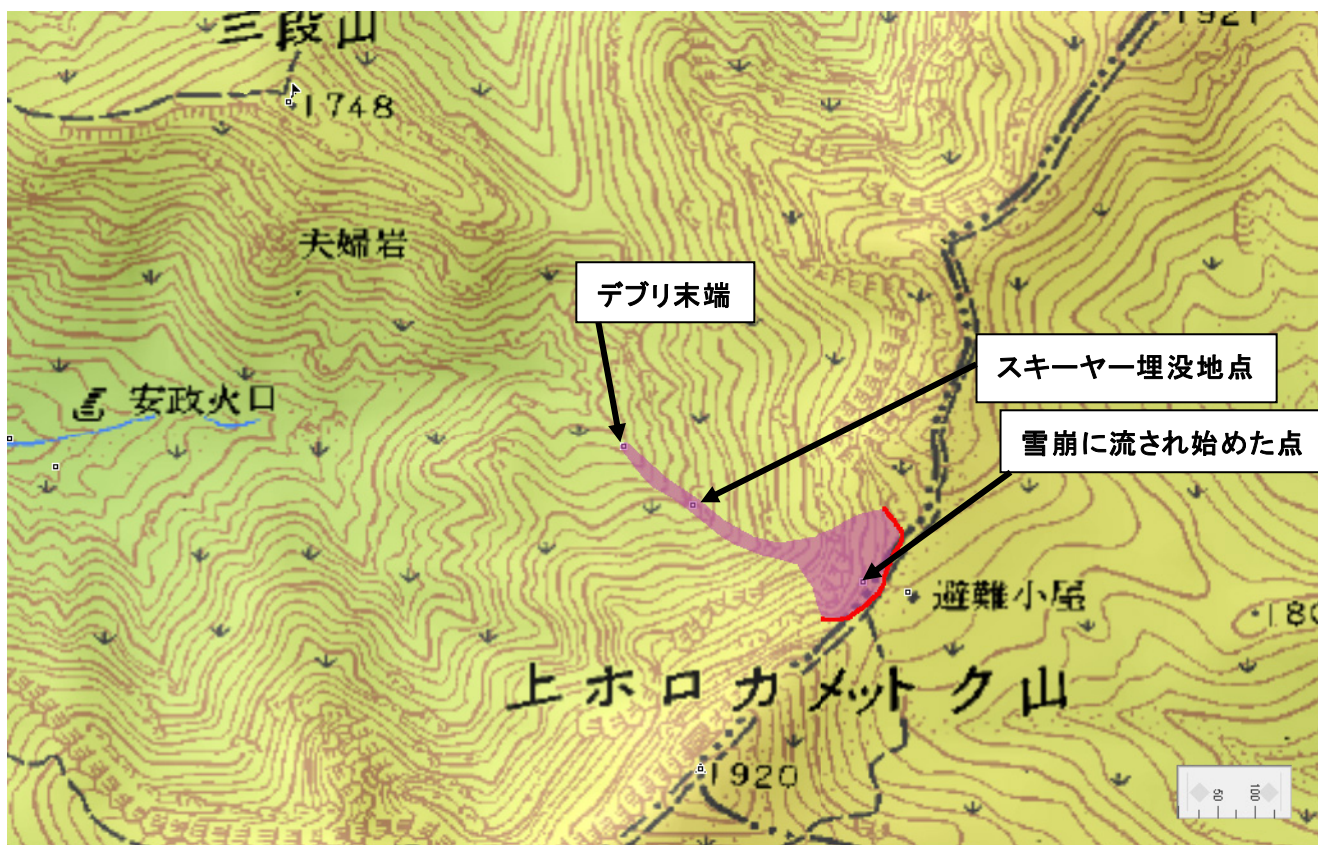 三段山
1921
1748
夫婦岩
デブリ末端
スキーヤー埋没地点
安政火口
雪崩に流され始めた点
避難小屋
180
上ホロカメットク山
1920
50
100